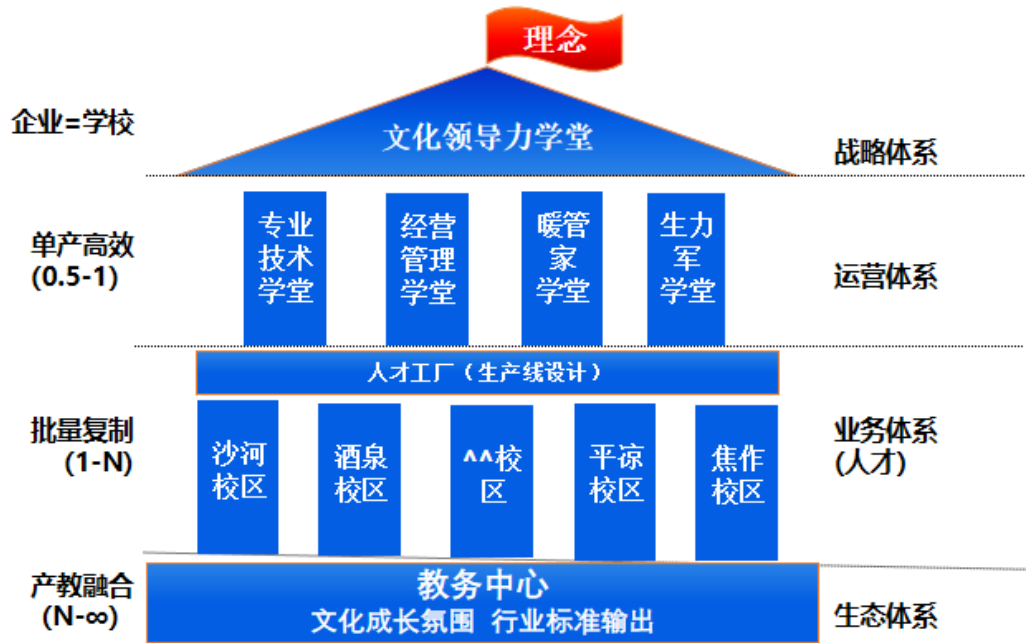 理念
企业=学校
文化领导力学堂
战略体系
单产高效
(0.5-1)
专业
技术
学堂
经营
管理
学堂
暖管
家
学堂
生力
军
学堂
运营体系
人才工厂（生产线设计）
批量复制
(1-N)
沙河
校区
酒泉
校区
^^校
区
平凉
校区
焦作
校区
业务体系
(人才)
产教融合
(N-∞)
教务中心
文化成长氛围 行业标准输出
生态体系